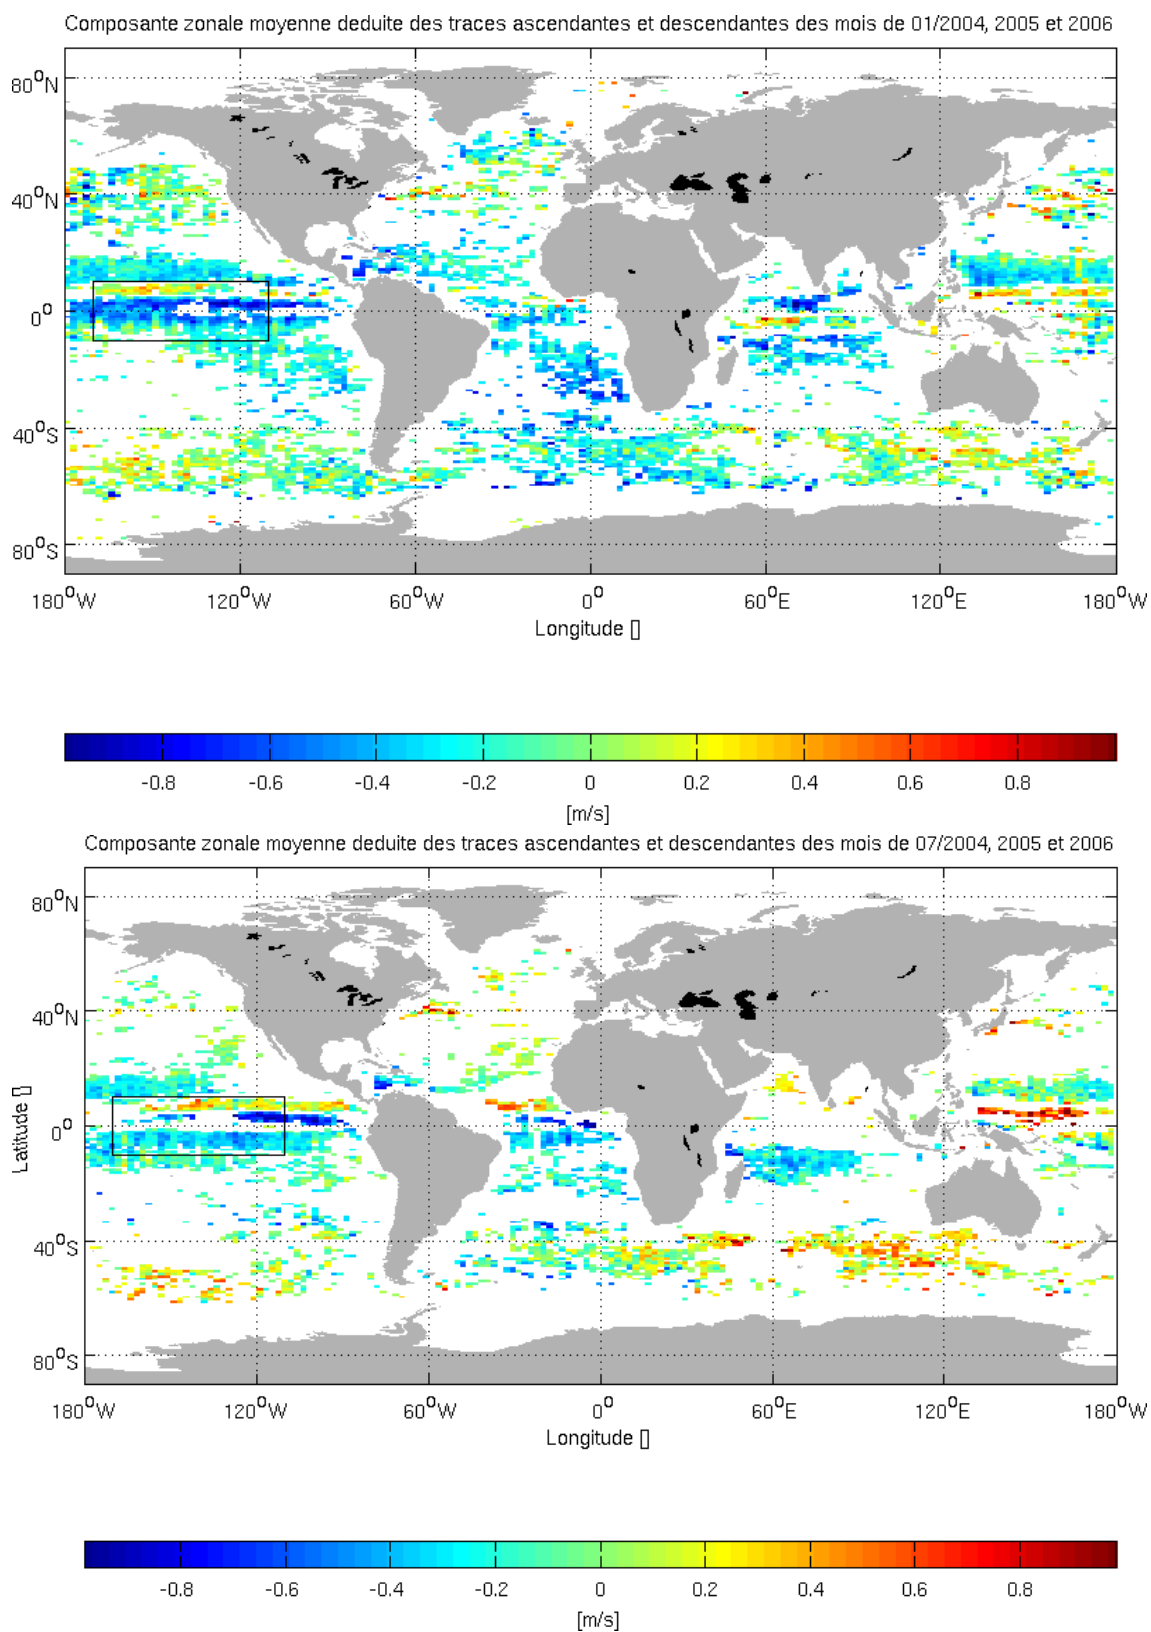 Composante zonale moyenne deduite des traces ascendantes et descendantes des mois de 01/2004, 2005 et 2006
80°N
40°N
0°
40°S
80°S
180°W 120°W 60°W 0° 60°E 120°E 180°W
Longitude []
-0.8 -0.6 -0.4 -0.2 0 0.2 0.4 0.6 0.8
[m/s]
Composante zonale moyenne deduite des traces ascendantes et descendantes des mois de 07/2004, 2005 et 2006
80°N
40°N
Latitude []
0°
40°S
80°S
180°W 120°W 60°W 0° 60°E 120°E 180°W
Longitude []
-0.8 -0.6 -0.4 -0.2 0 0.2 0.4 0.6 0.8
[m/s]